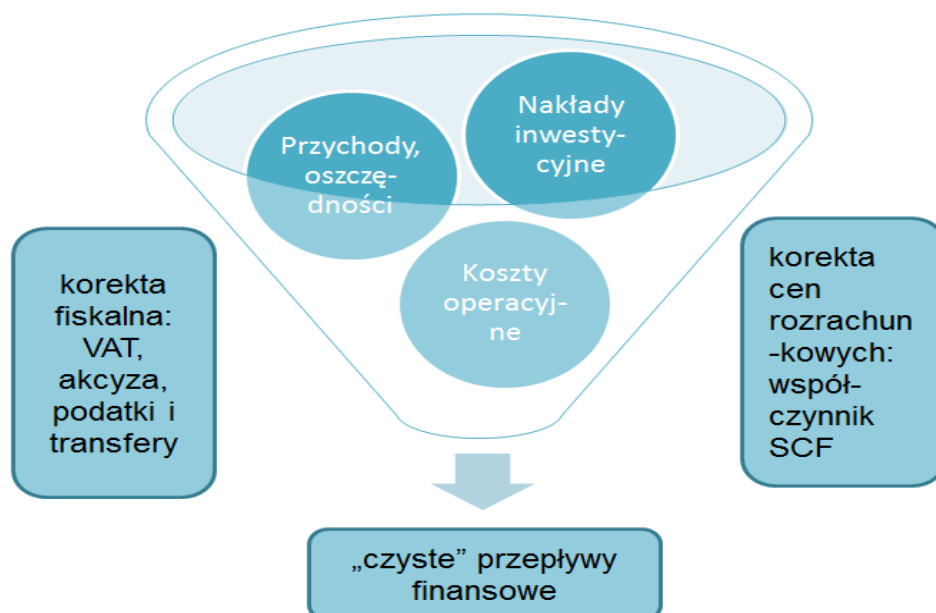 Przychody,
oszczę-
dności
Nakłady
inwesty-
cyjne
Koszty
operacyj-
ne
korekta
fiskalna:
VAT,
akcyza,
podatki i
transfery
korekta
cen
rozrachun
-kowych:
współ-
czynnik
SCF
„czyste” przepływy
finansowe